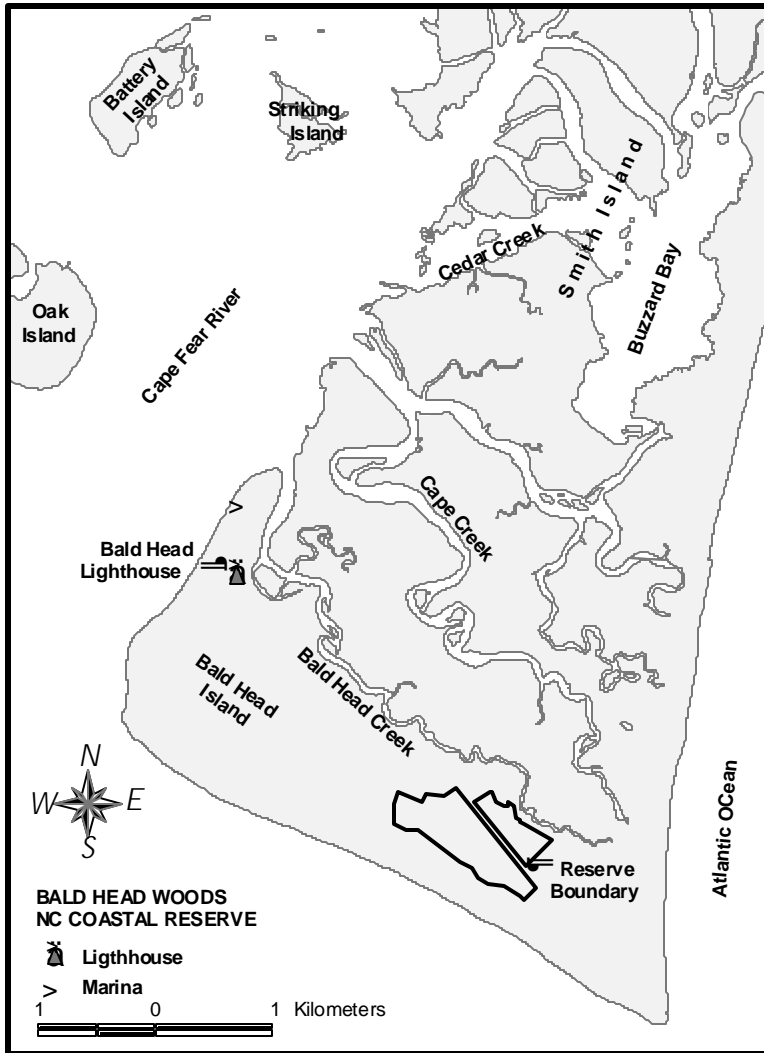 Battery
Island
Striking
Island
Smith Island
Cedar Creek
Buzzard Bay
Oak
Island
Cape Fear River
Cape Creek
>
Bald Head
Lighthouse
Bald Head
Island
Bald Head Creek
N
W
E
S
Atlantic OCean
Reserve
Boundary
BALD HEAD WOODS
NC COASTAL RESERVE
Ligthhouse
> Marina
1 0 1 Kilometers